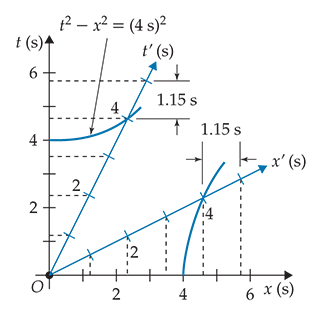 t² − x² = (4 s)²
t (s)
t′ (s)
6
4
1.15 s
1.15 s
4
x′ (s)
2
2
4
2
O
2
4
6
x (s)